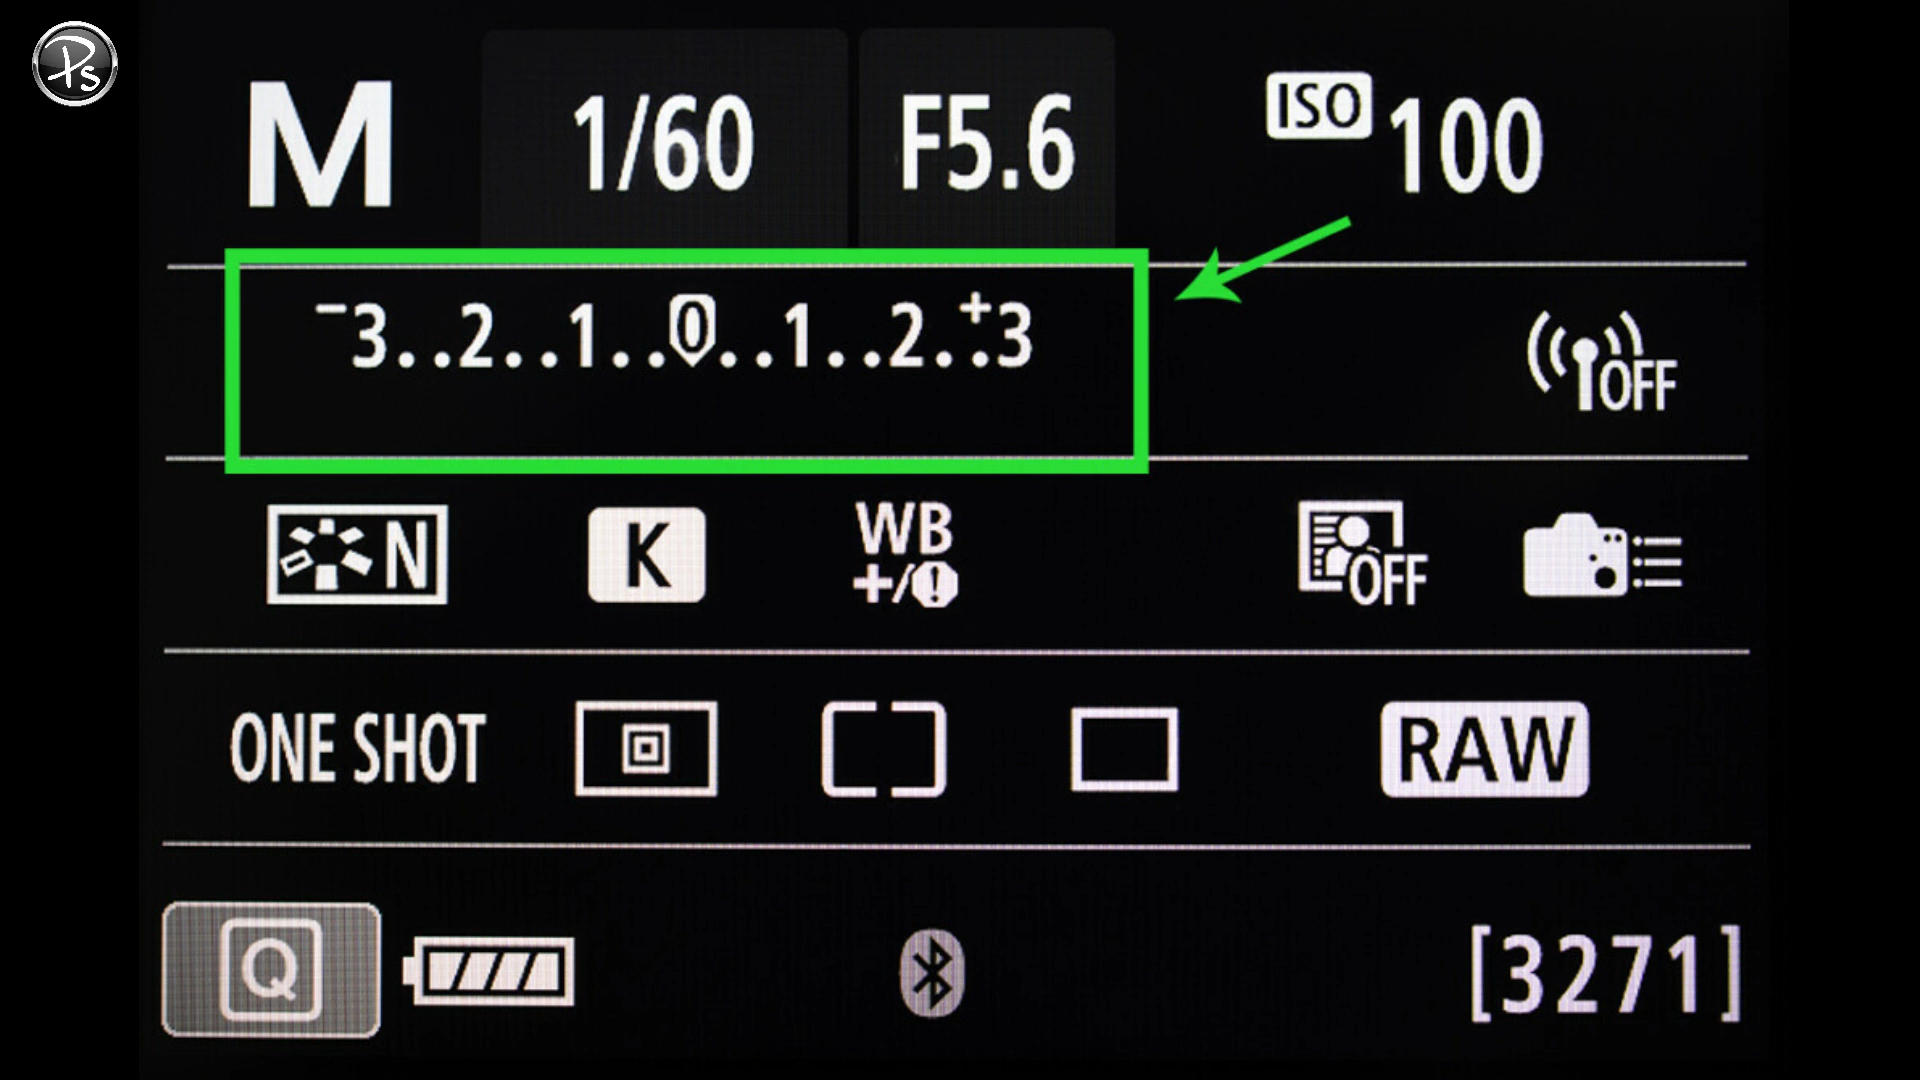 Ps
M 1/60 F5.6 ISO 100
-3..2..1..0..1..2..+3
OFF
N K WB +/! OFF
ONE SHOT RAW
Q [3271]